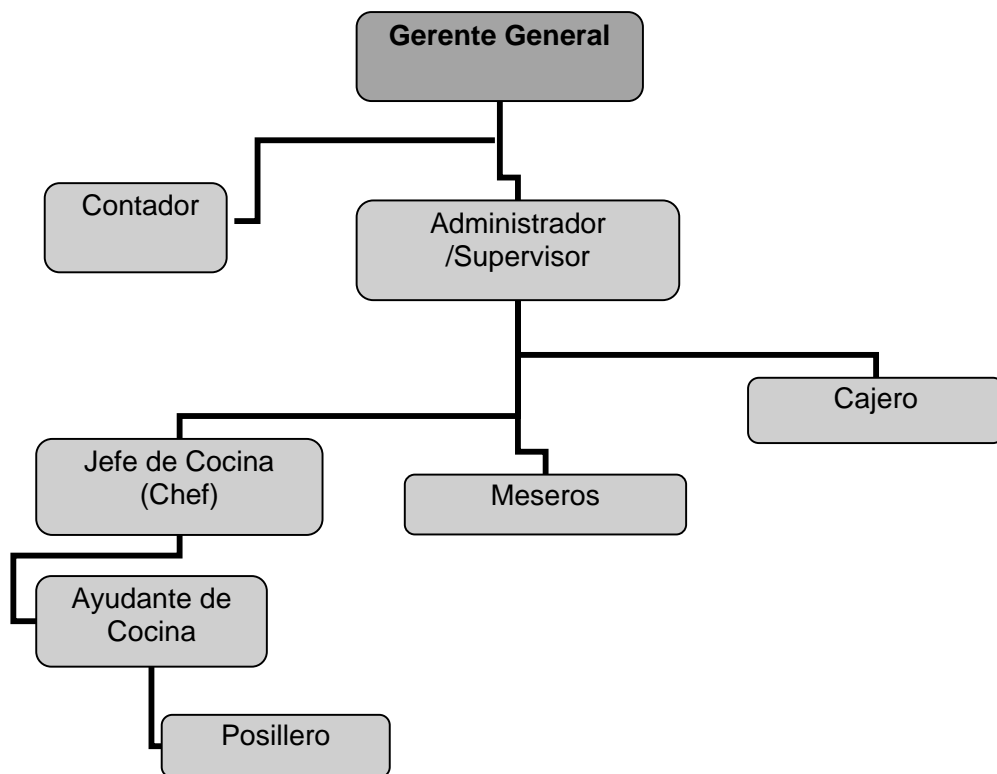 Gerente General
Contador
Administrador
/Supervisor
Cajero
Jefe de Cocina
(Chef)
Meseros
Ayudante de
Cocina
Posillero